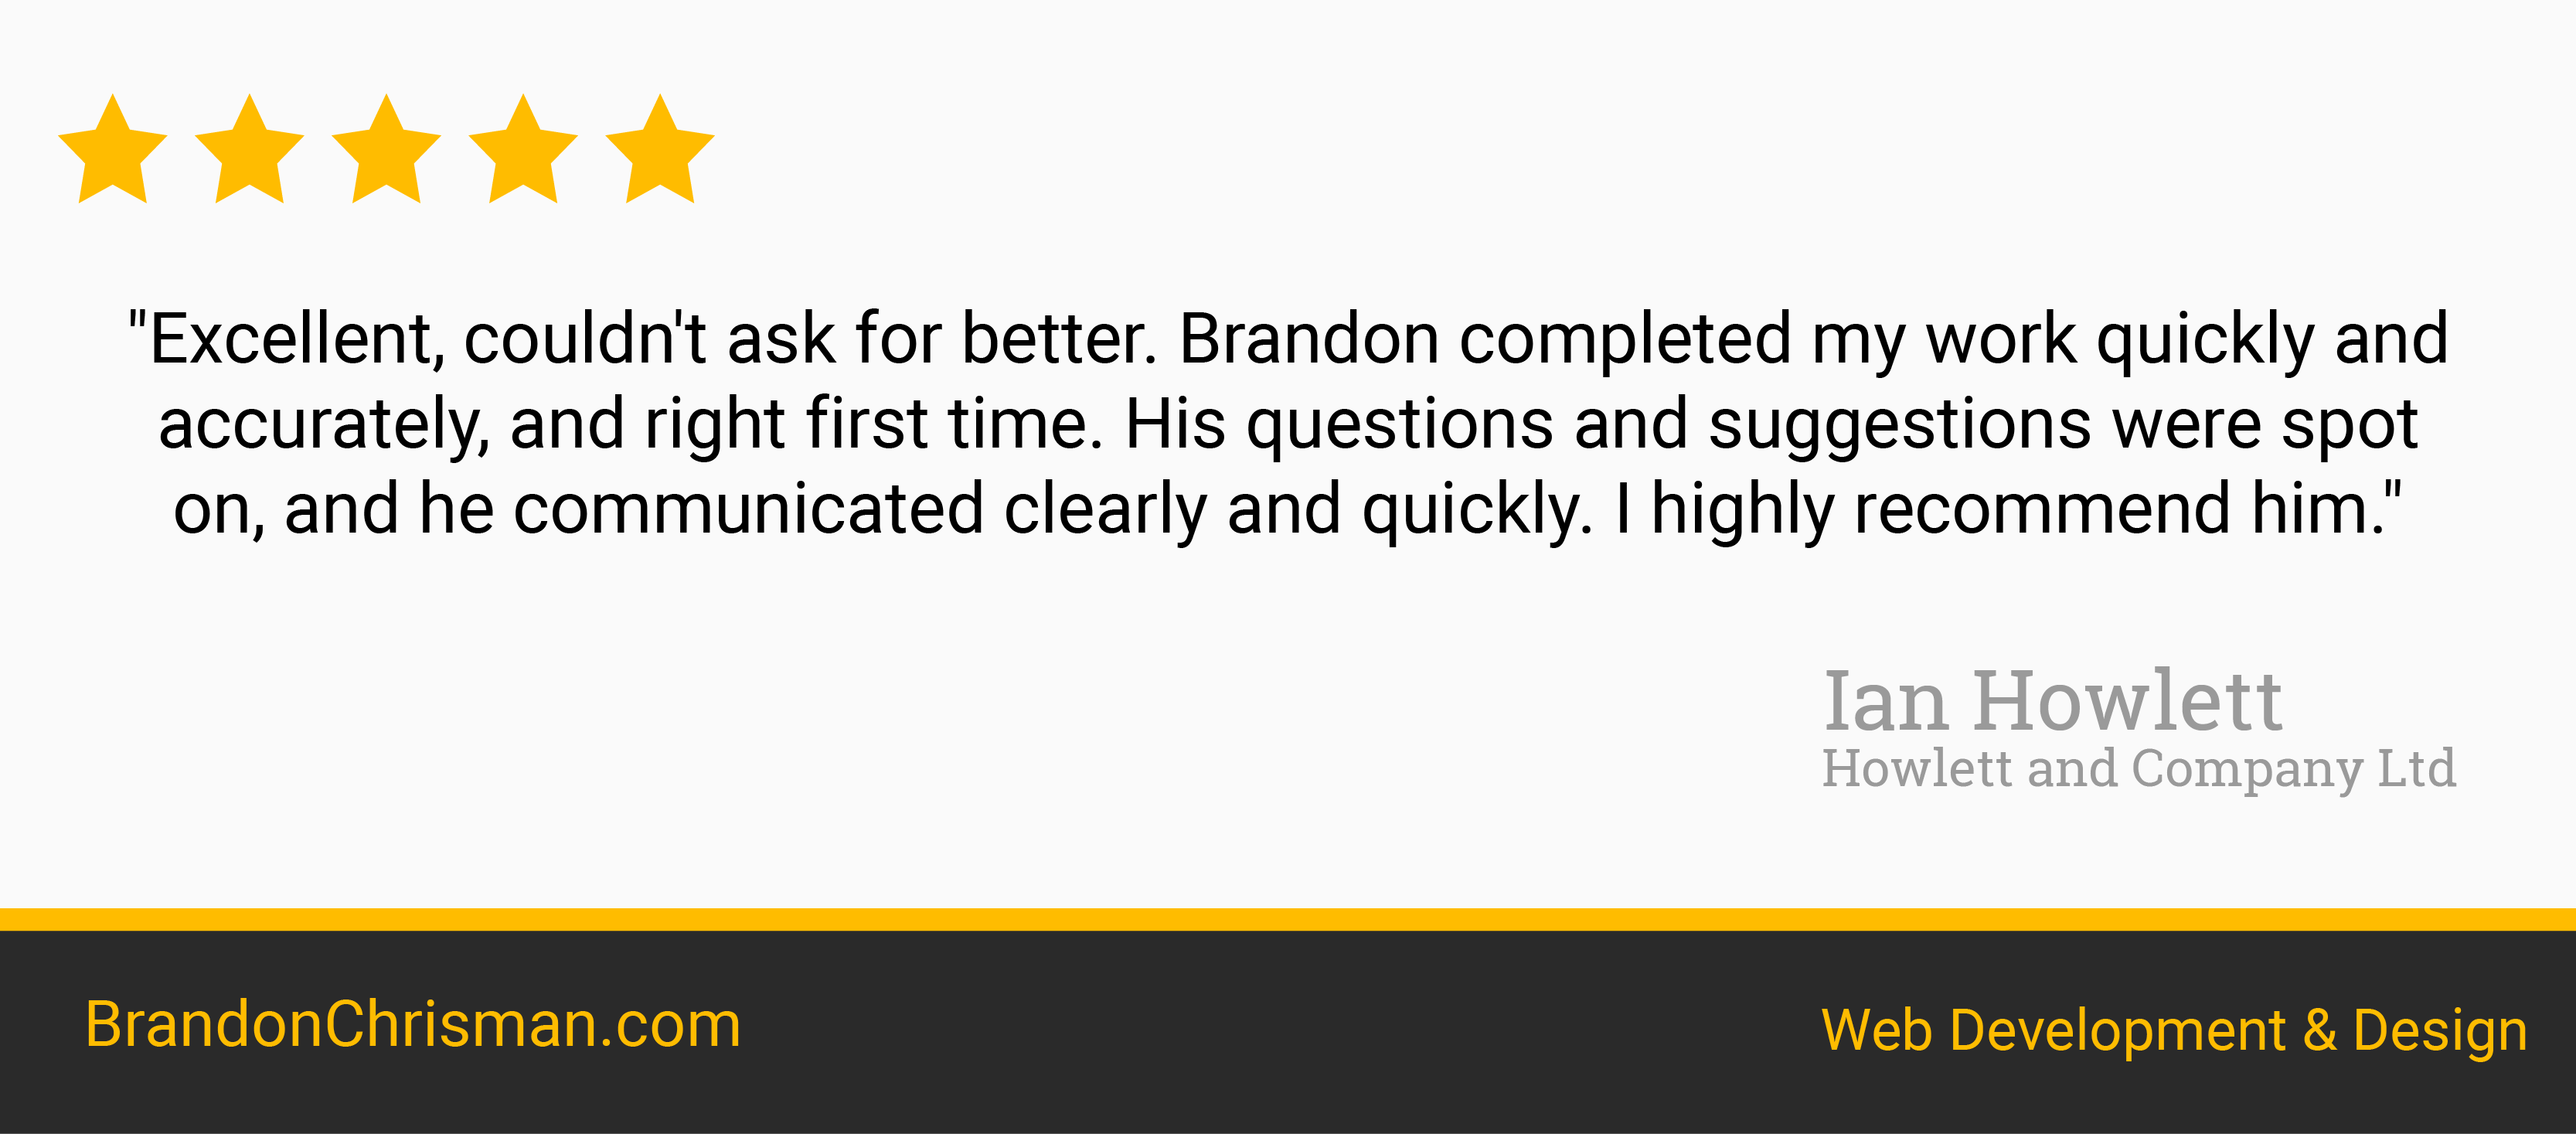 "Excellent, couldn't ask for better. Brandon completed my work quickly and
accurately, and right first time. His questions and suggestions were spot
on, and he communicated clearly and quickly. I highly recommend him."
Ian Howlett
Howlett and Company Ltd
BrandonChrisman.com
Web Development & Design